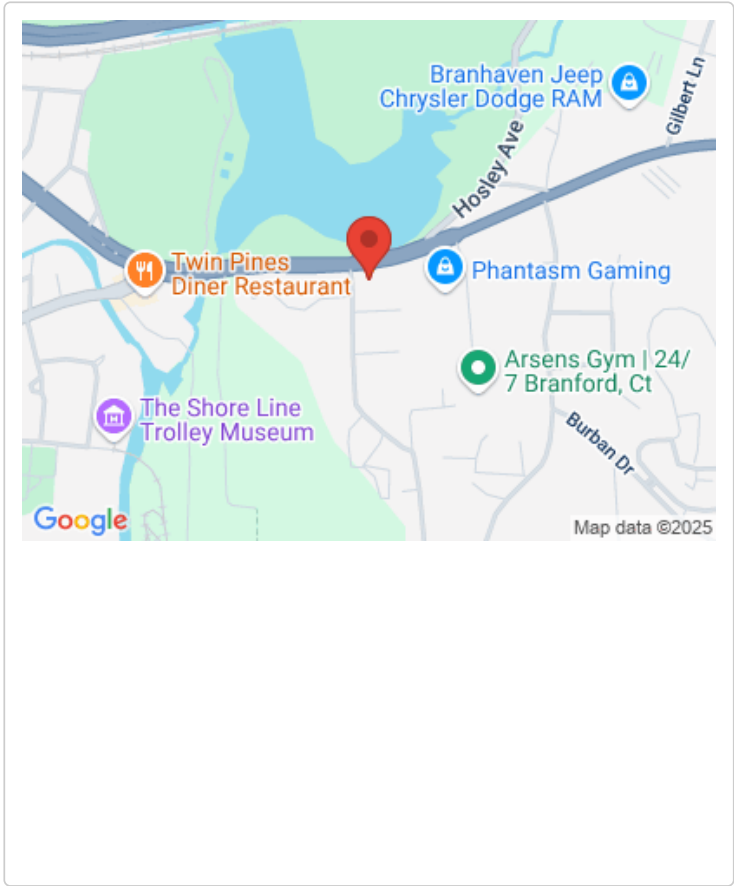 Branhaven Jeep
Chrysler Dodge RAM
Gilbert Ln
Hosley Ave
Twin Pines
Diner Restaurant
Phantasm Gaming
Arsens Gym | 24/
7 Branford, Ct
The Shore Line
Trolley Museum
Burban Dr
Google
Map data ©2025